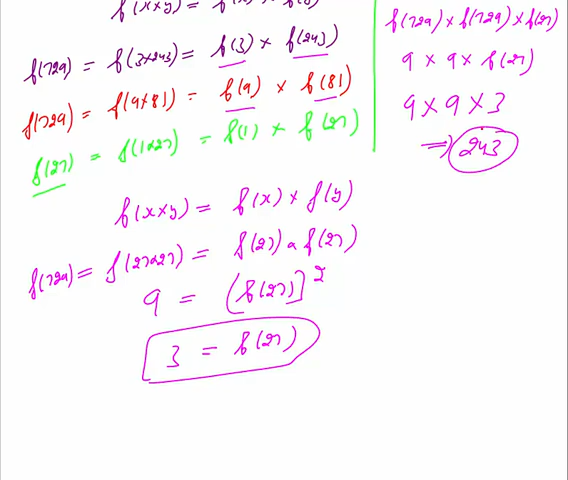 f(x×y) = f(x) × f(y)
f(729) = f(3×243) = f(3) × f(243)
f(729) = f(9×81) = f(9) × f(81)
f(27) = f(1×27) = f(1) × f(27)
f(x×y) = f(x) × f(y)
f(729) = f(27×27) = f(27) × f(27)
9 = (f(27)]²
3 = f(27)
f(729) × f(729) × f(27)
9 × 9 × f(27)
9 × 9 × 3
⇒ 243